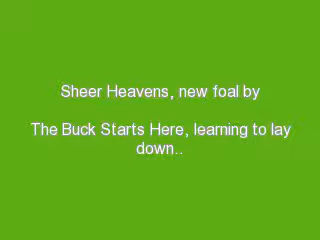 Sheer Heavens, new foal by
The Buck Starts Here, learning to lay
down..